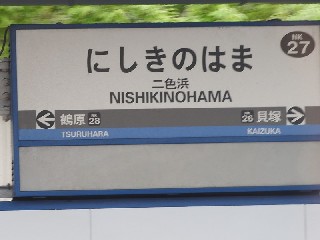 にしきのはま
NK
27
二色浜
NISHIKINOHAMA
鶴原 NK 28
NK 26 貝塚
TSURUHARA
KAIZUKA